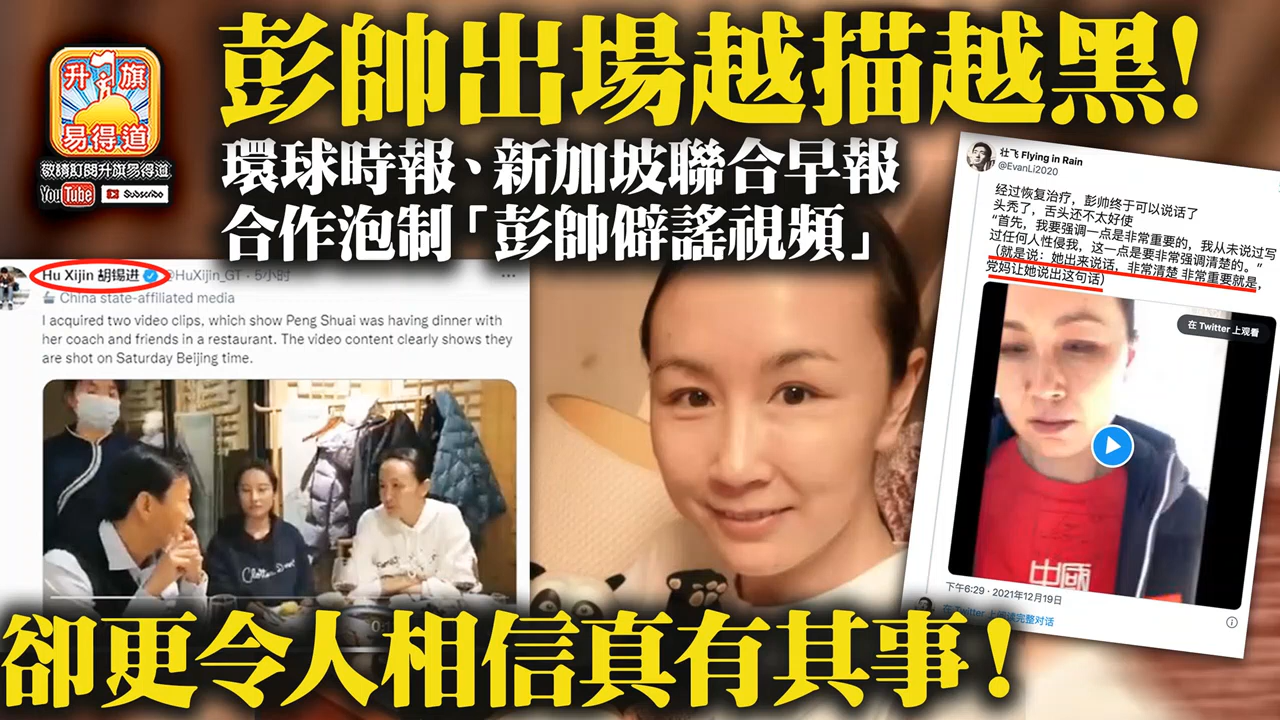 彭帥出場越描越黑!
升旗
易得道
敬請訂閱升旗易得道
YouTube Subscribe
環球時報、新加坡聯合早報
合作泡制「彭帥僻謠視頻」
Hu Xijin 胡锡进 @HuXijin_GT · 5小时
China state-affiliated media
I acquired two video clips, which show Peng Shuai was having dinner with
her coach and friends in a restaurant. The video content clearly shows they
are shot on Saturday Beijing time.
壮飞 Flying in Rain
@EvanLi2020
经过恢复治疗，彭帅终于可以说话了
头秃了，舌头还不太好使
“首先，我要强调一点是非常重要的，我从未说过写
过任何人性侵我，这一点是要非常强调清楚的。”
（就是说：她出来说话，非常清楚 非常重要就是，
党妈让她说出这句话）
在 Twitter 上观看
中國
下午6:29 · 2021年12月19日
在 Twitter 上阅读完整对话
卻更令人相信真有其事!